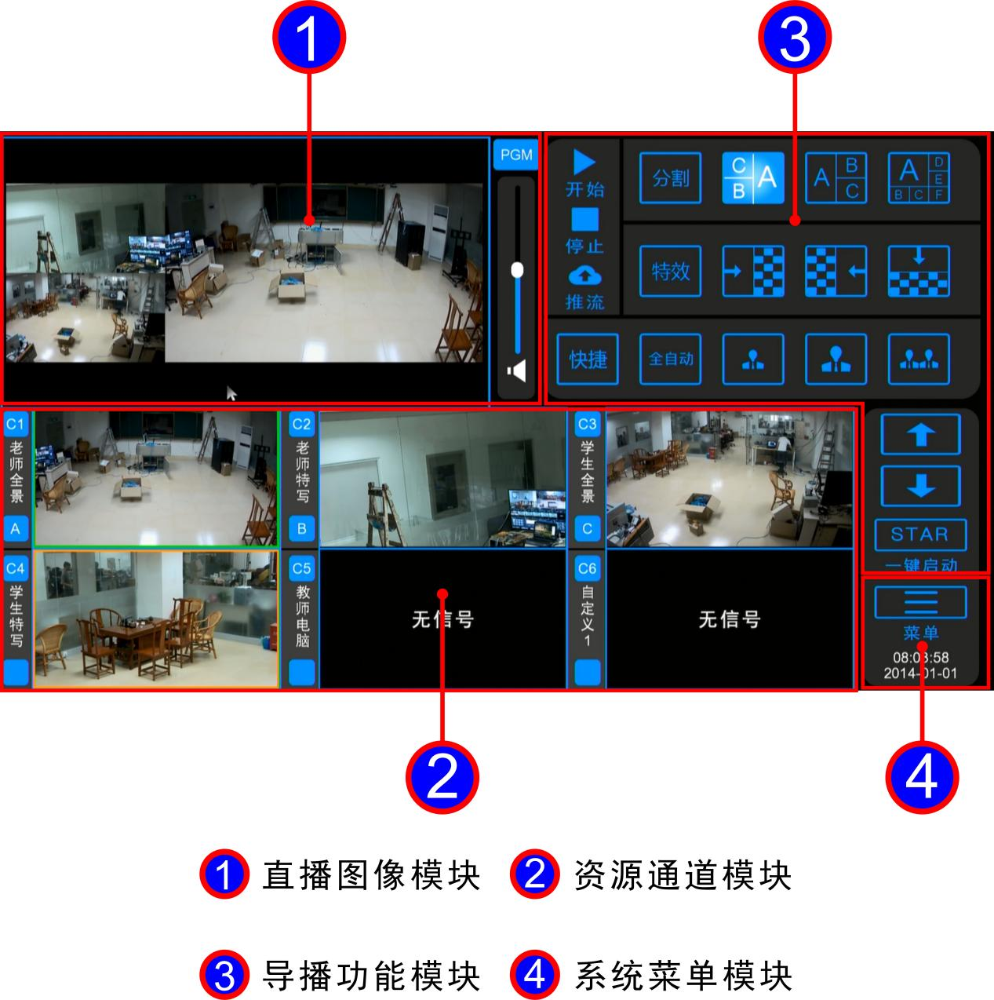 1
3
PGM
开始
停止
推流
分割
C
B
A
A
B
C
A
D
E
B
C
F
特效
快捷
全自动
C1
老师全景
A
C2
老师特写
B
C3
学生全景
C
C4
学生特写
C5
教师电脑
无信号
C6
自定义1
无信号
STAR
一键启动
菜单
08:03:58
2014-01-01
2
4
1 直播图像模块
2 资源通道模块
3 导播功能模块
4 系统菜单模块